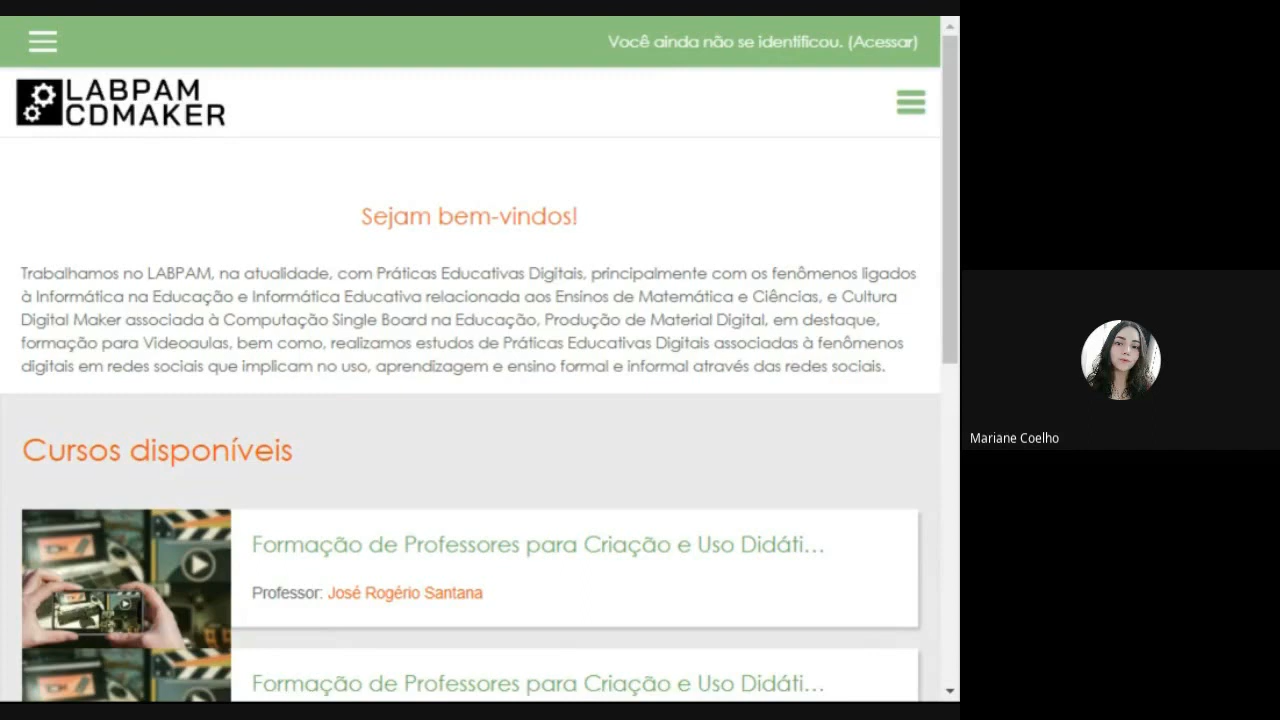 Você ainda não se identificou. (Acessar)
LABPAM
CDMAKER
Sejam bem-vindos!
Trabalhamos no LABPAM, na atualidade, com Práticas Educativas Digitais, principalmente com os fenômenos ligados
à Informática na Educação e Informática Educativa relacionada aos Ensinos de Matemática e Ciências, e Cultura
Digital Maker associada à Computação Single Board na Educação, Produção de Material Digital, em destaque,
formação para Videoaulas, bem como, realizamos estudos de Práticas Educativas Digitais associadas à fenômenos
digitais em redes sociais que implicam no uso, aprendizagem e ensino formal e informal através das redes sociais.
Cursos disponíveis
Formação de Professores para Criação e Uso Didáti...
Professor: José Rogério Santana
Formação de Professores para Criação e Uso Didáti...
Mariane Coelho